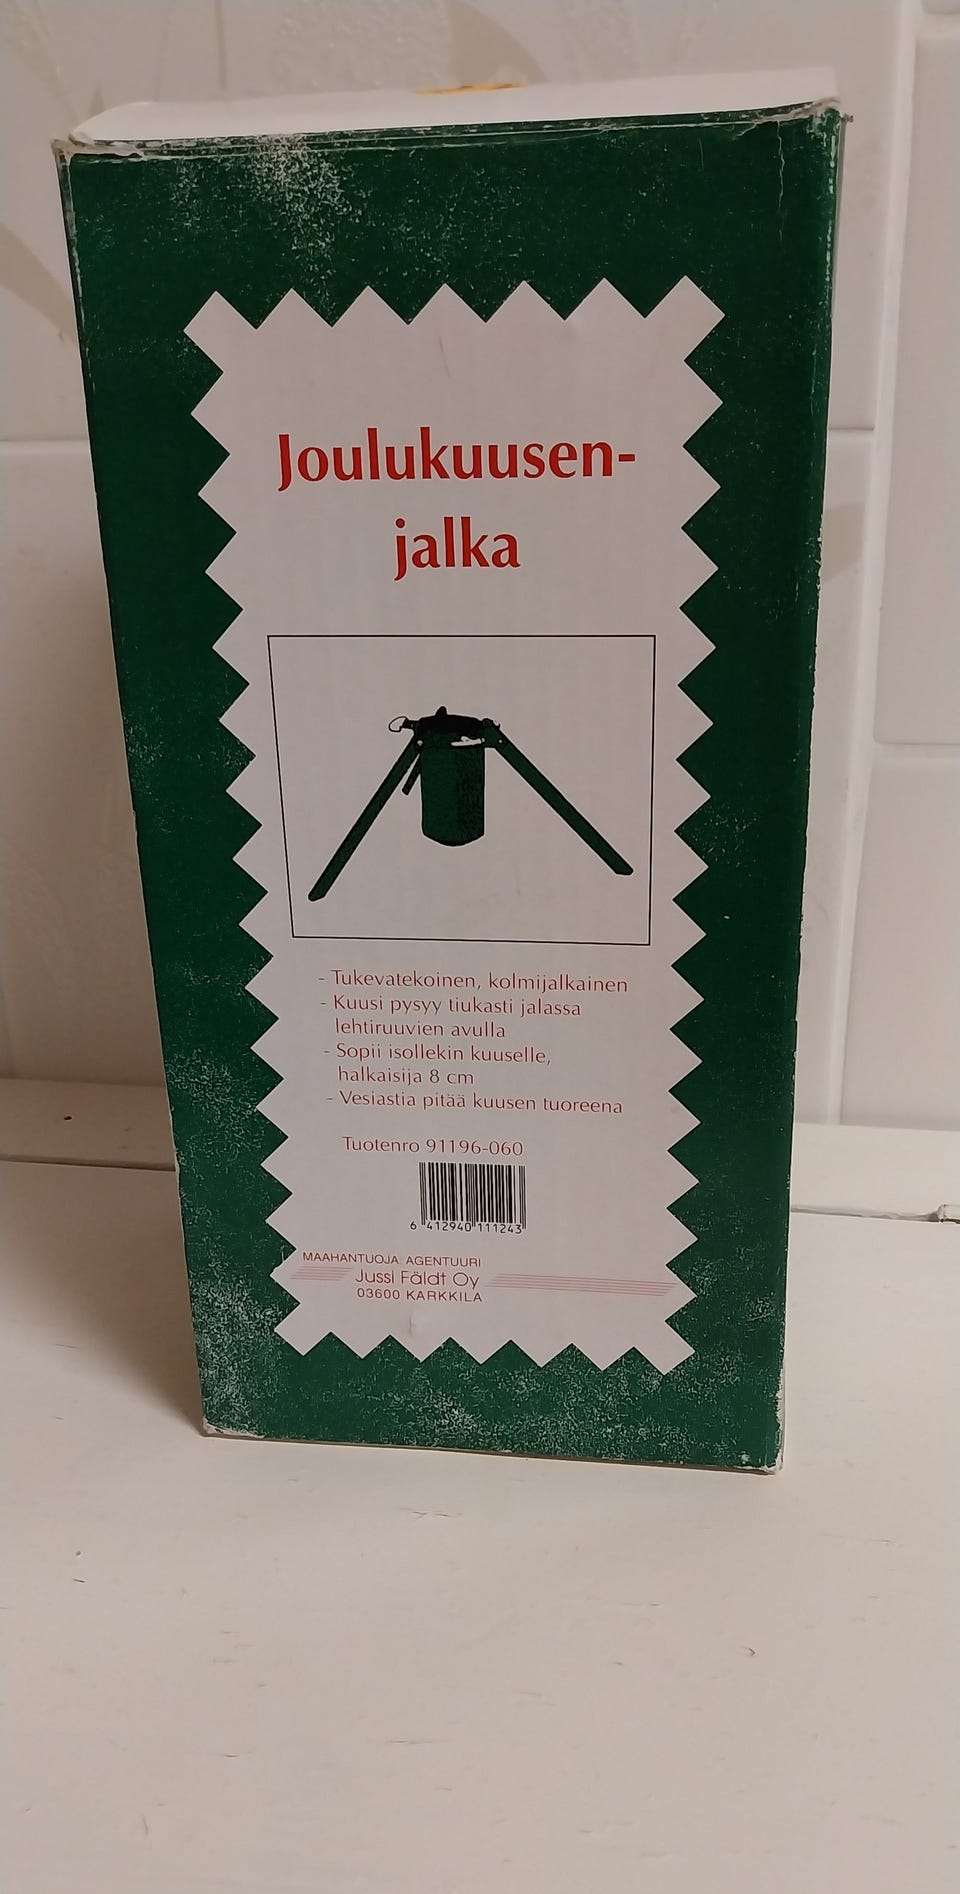 Joulukuusen-
jalka
- Tukevatekoinen, kolmijalkainen
- Kuusi pysyy tiukasti jalassa
lehtiruuvien avulla
- Sopii isollekin kuuselle,
halkaisija 8 cm
- Vesiastia pitää kuusen tuoreena
Tuotenro 91196-060
6 412940 111243
MAAHANTUOJA: AGENTUURI
Jussi Fäldt Oy
03600 KARKKILA